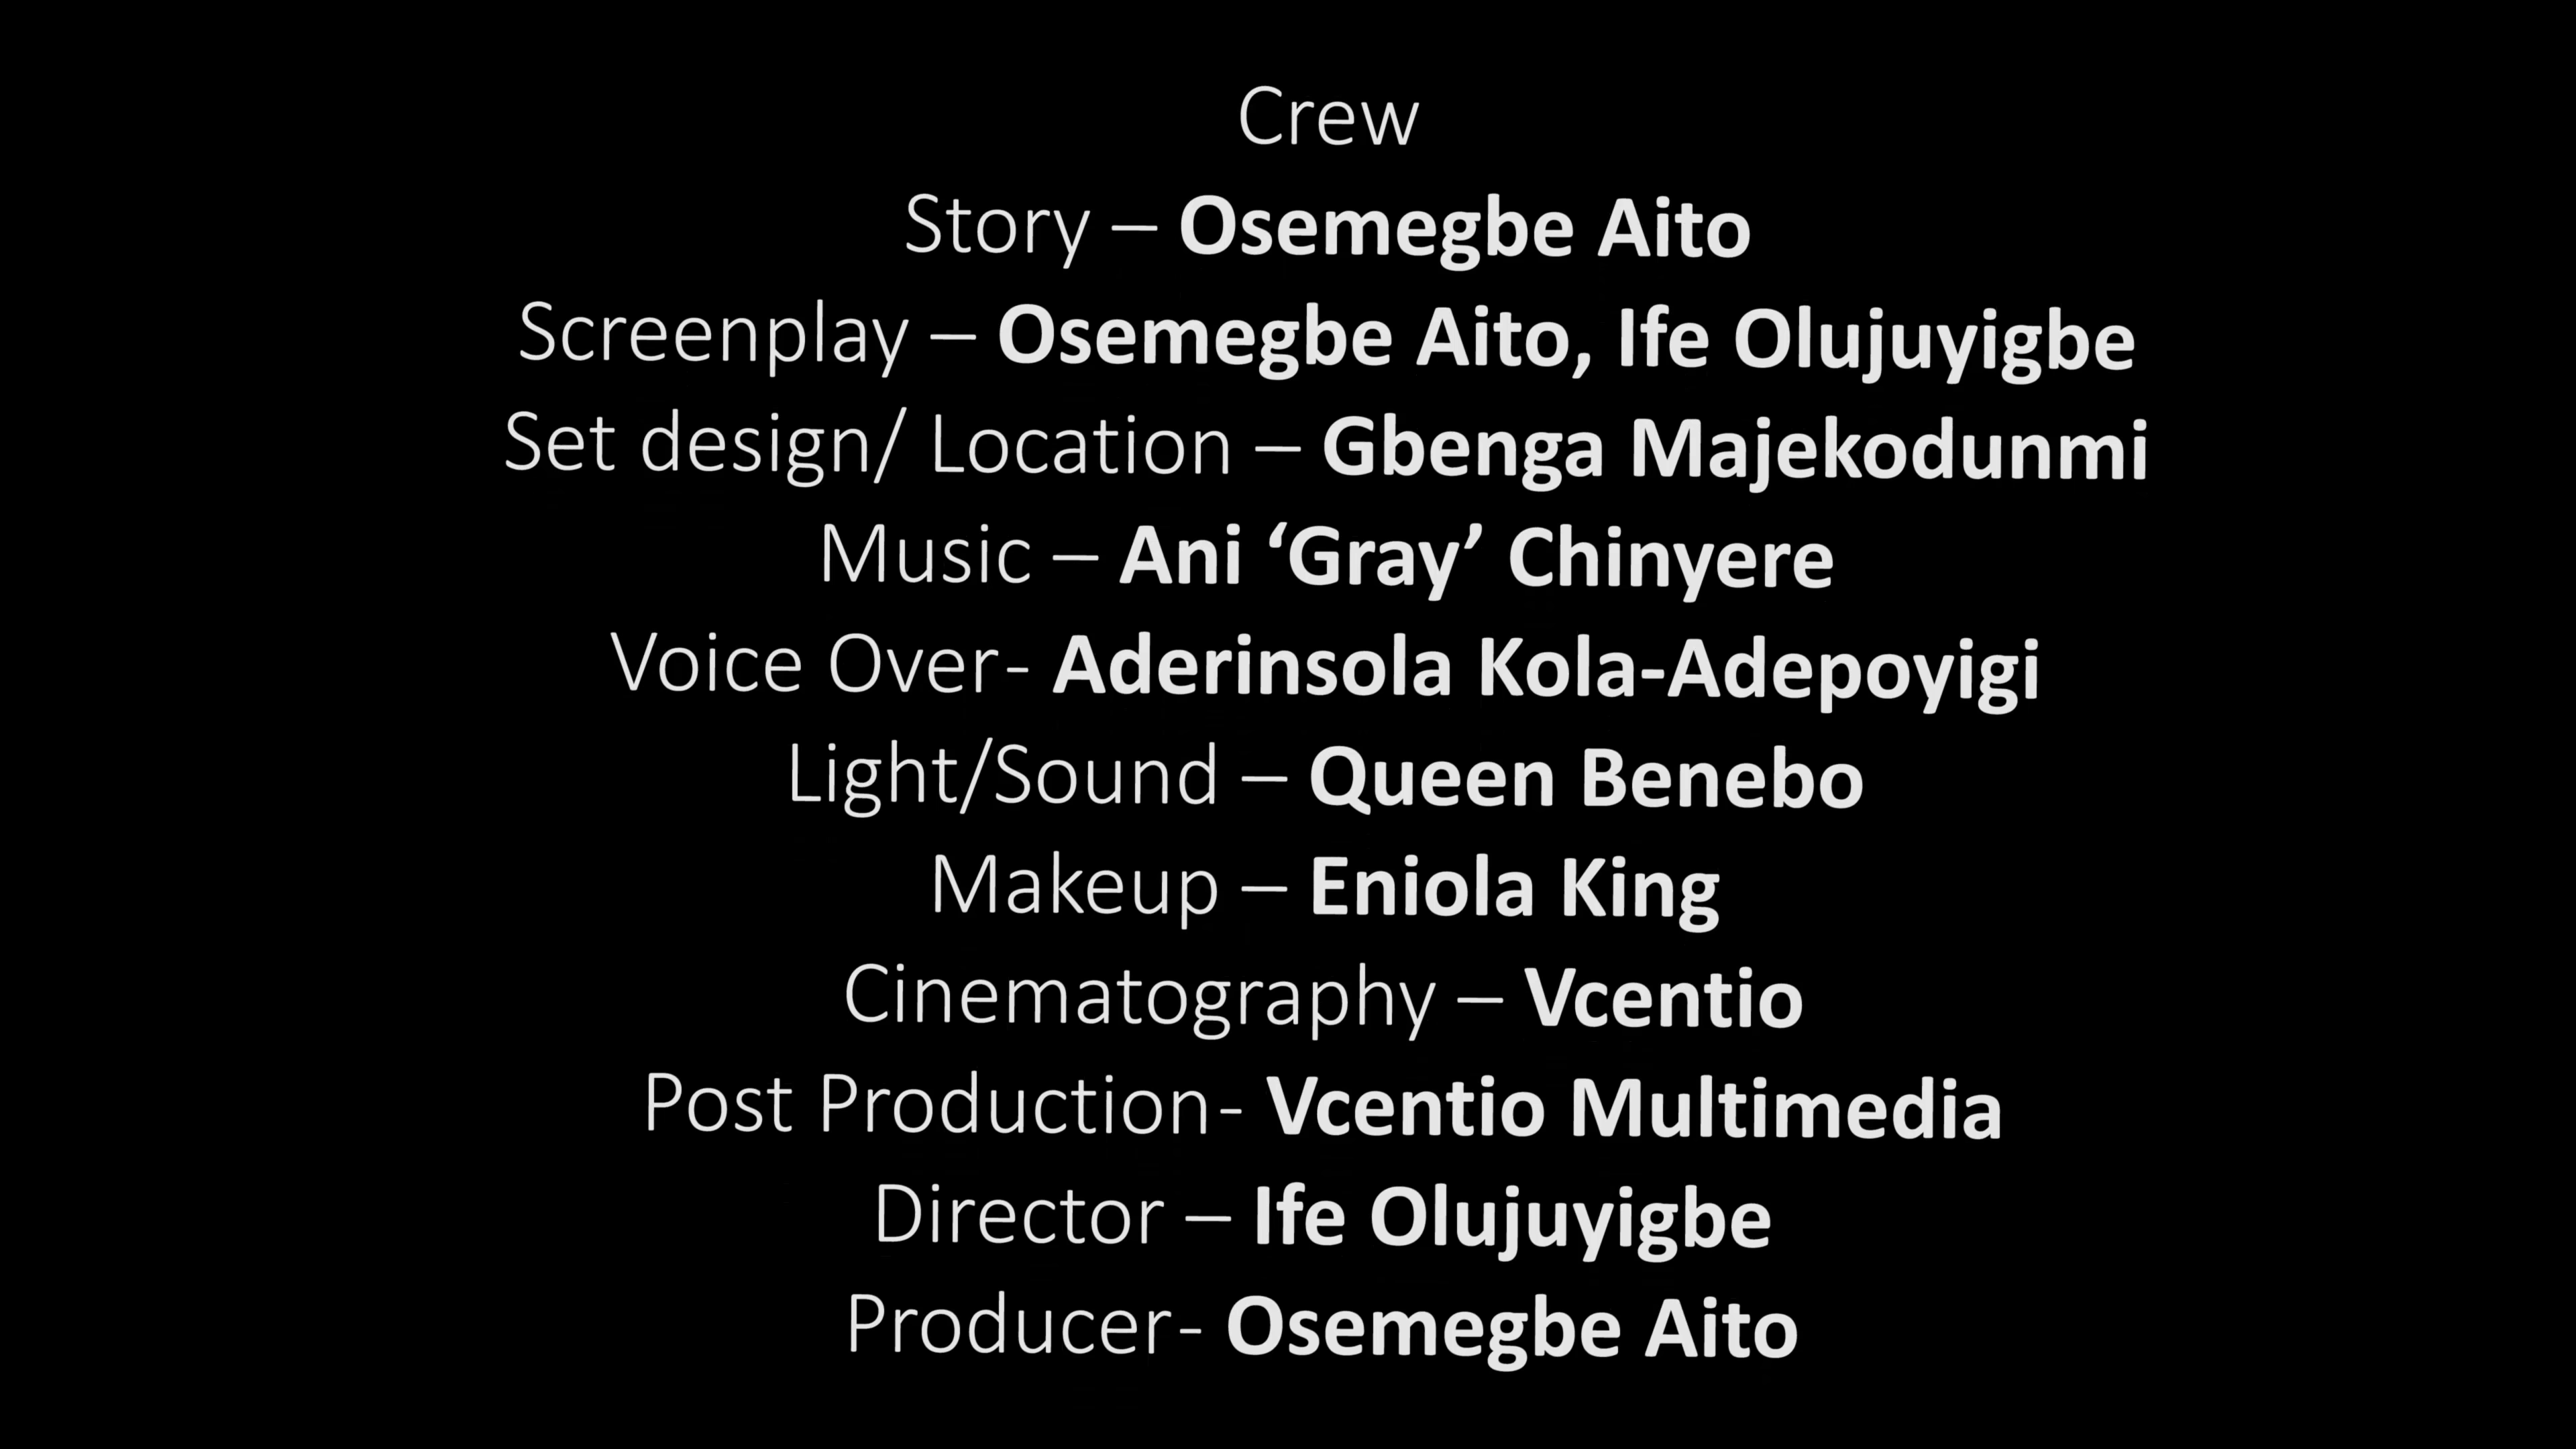 Crew
Story – Osemegbe Aito
Screenplay – Osemegbe Aito, Ife Olujuyigbe
Set design/ Location – Gbenga Majekodunmi
Music – Ani ‘Gray’ Chinyere
Voice Over- Aderinsola Kola-Adepoyigi
Light/Sound – Queen Benebo
Makeup – Eniola King
Cinematography – Vcentio
Post Production- Vcentio Multimedia
Director – Ife Olujuyigbe
Producer- Osemegbe Aito